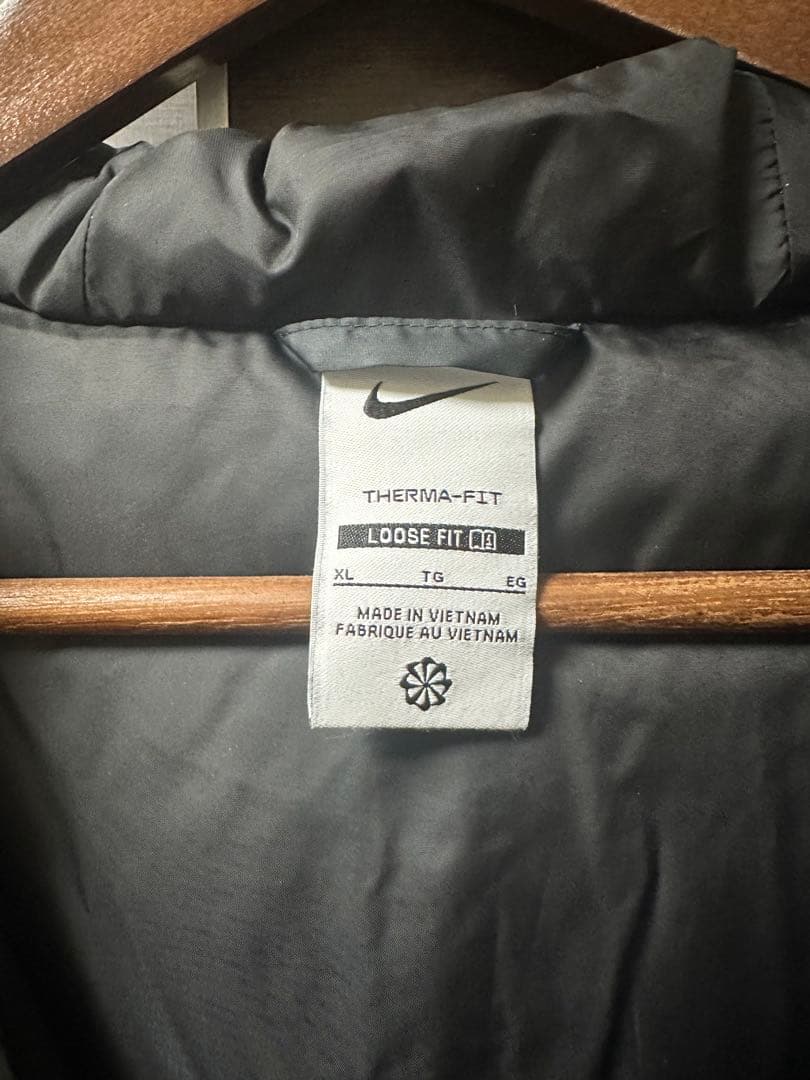 THERMA-FIT
LOOSE FIT
XL TG EG
MADE IN VIETNAM
FABRIQUE AU VIETNAM